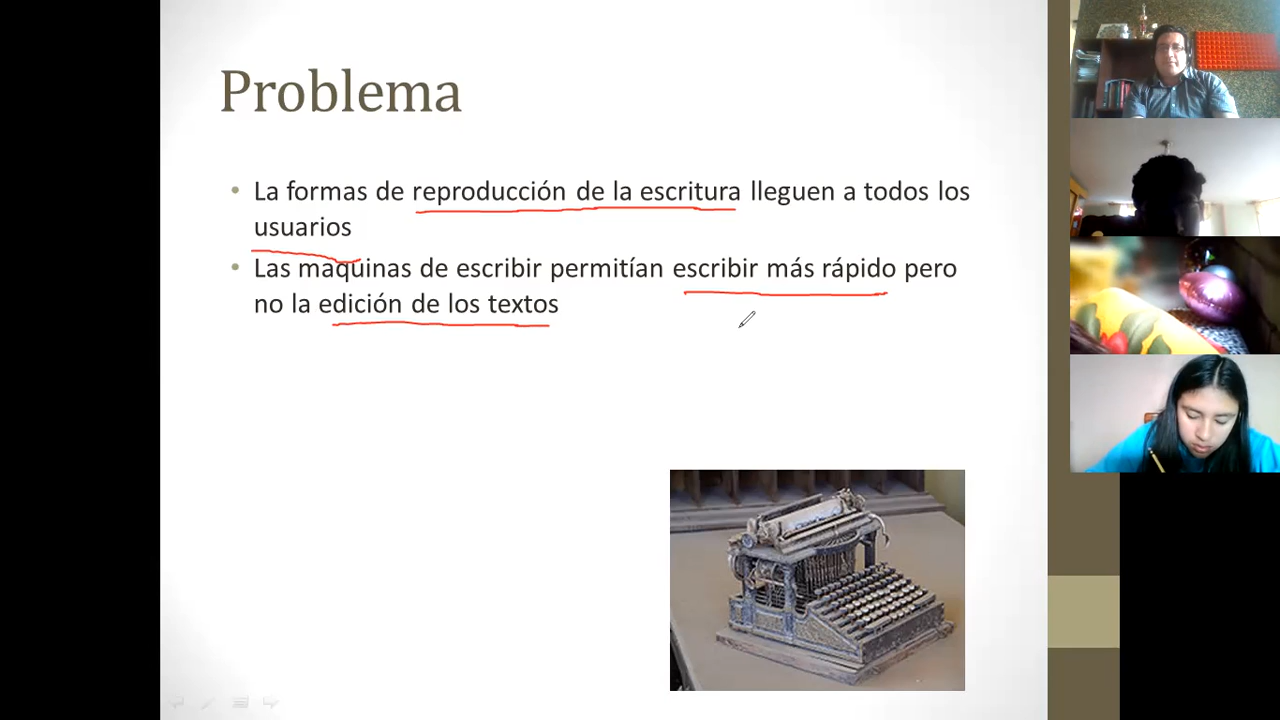 Problema
• La formas de reproducción de la escritura lleguen a todos los
usuarios
• Las maquinas de escribir permitían escribir más rápido pero
no la edición de los textos